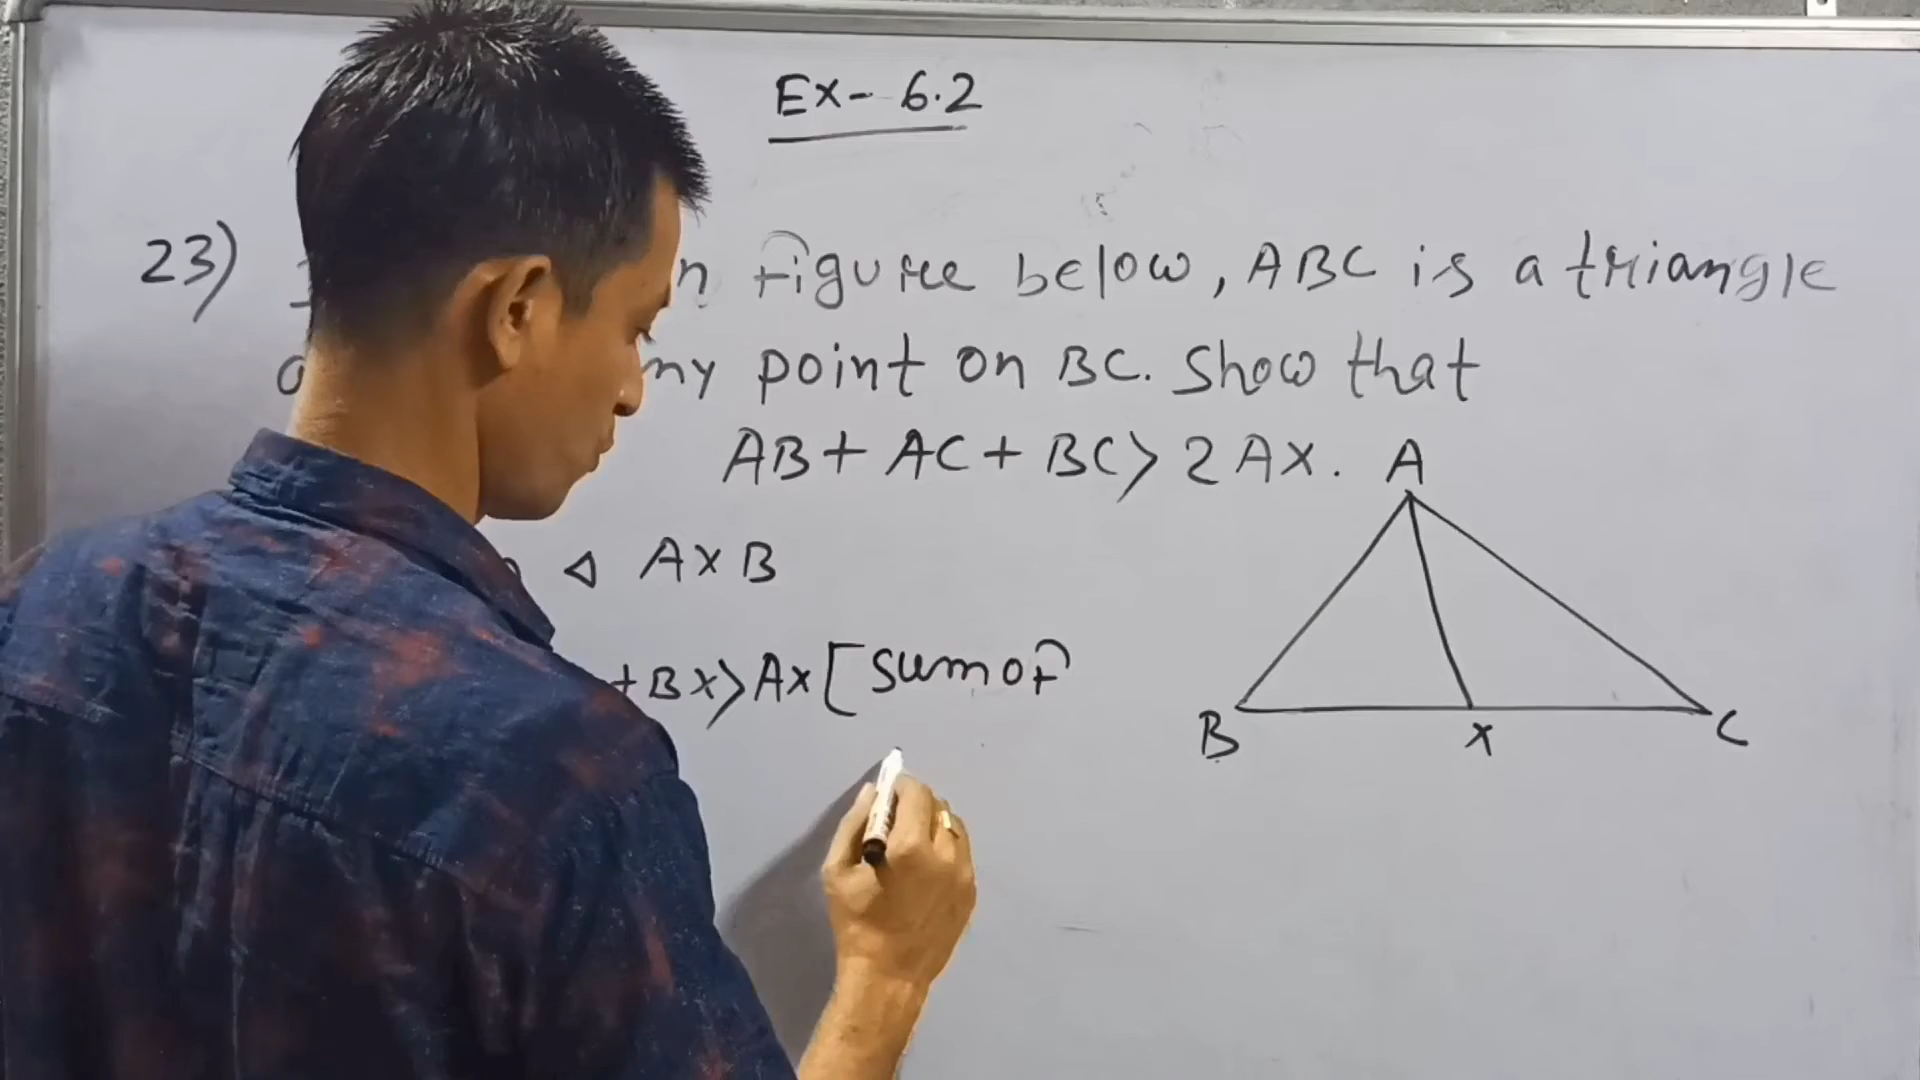 Ex- 6.2
23) n figure below, ABC is a triangle
point on BC. Show that
AB + AC + BC > 2 AX.
A
△ AXB
+BX>AX [sum of
B
X
C